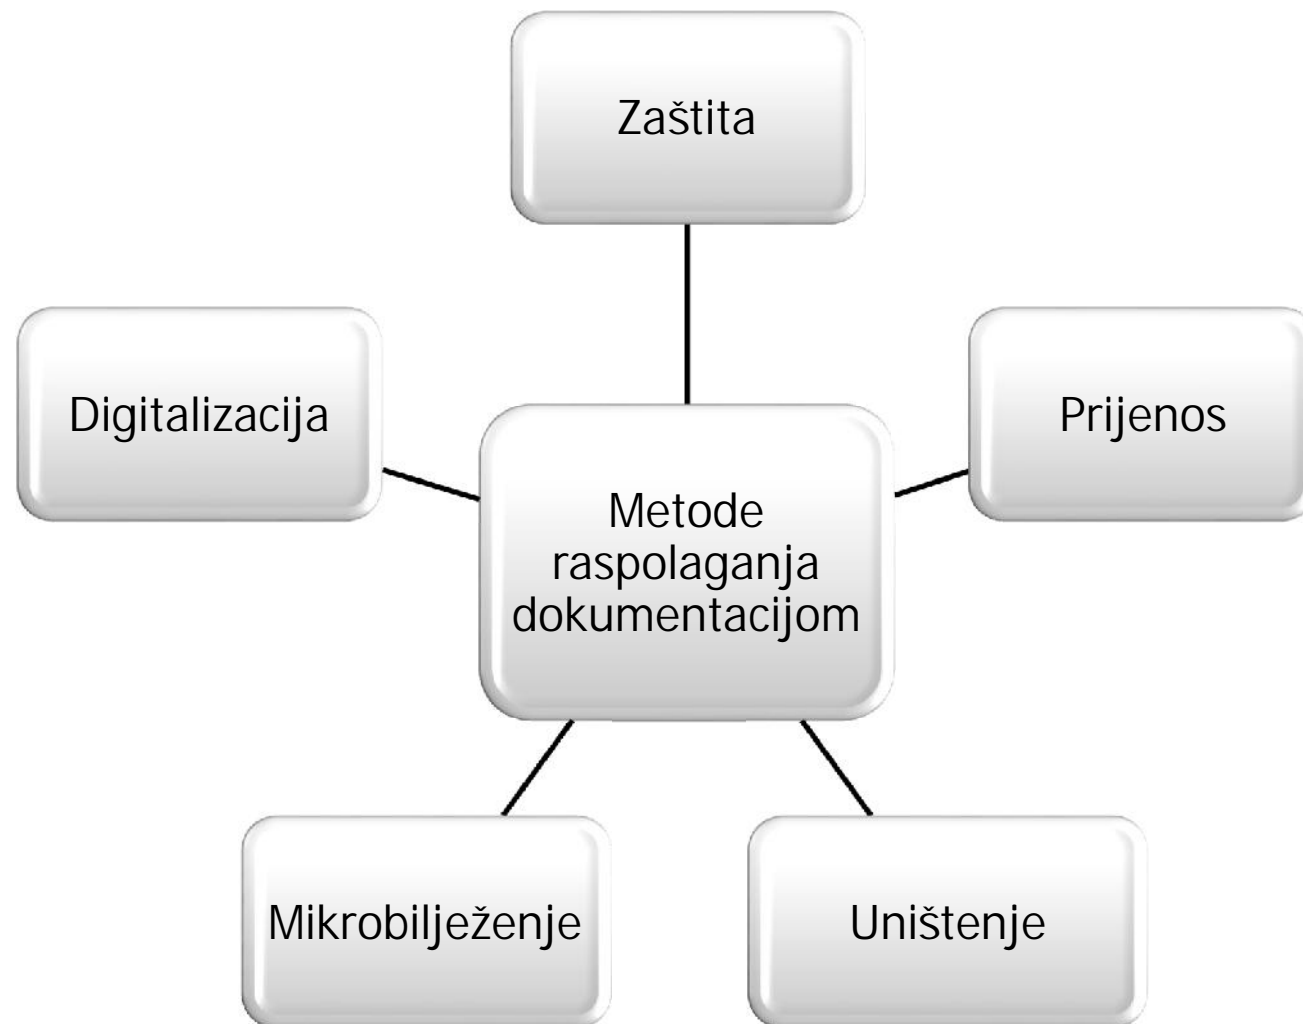 Zaštita
Digitalizacija
Prijenos
Metode
raspolaganja
dokumentacijom
Mikrobilježenje
Uništenje